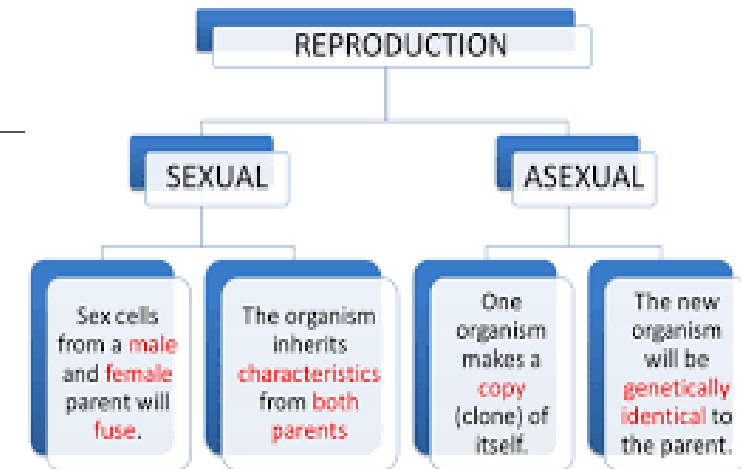 REPRODUCTION
SEXUAL
ASEXUAL
Sex cells
from a male
and female
parent will
fuse.
The organism
inherits
characteristics
from both
parents
One
organism
makes a
copy
(clone) of
itself.
The new
organism
will be
genetically
identical to
the parent.